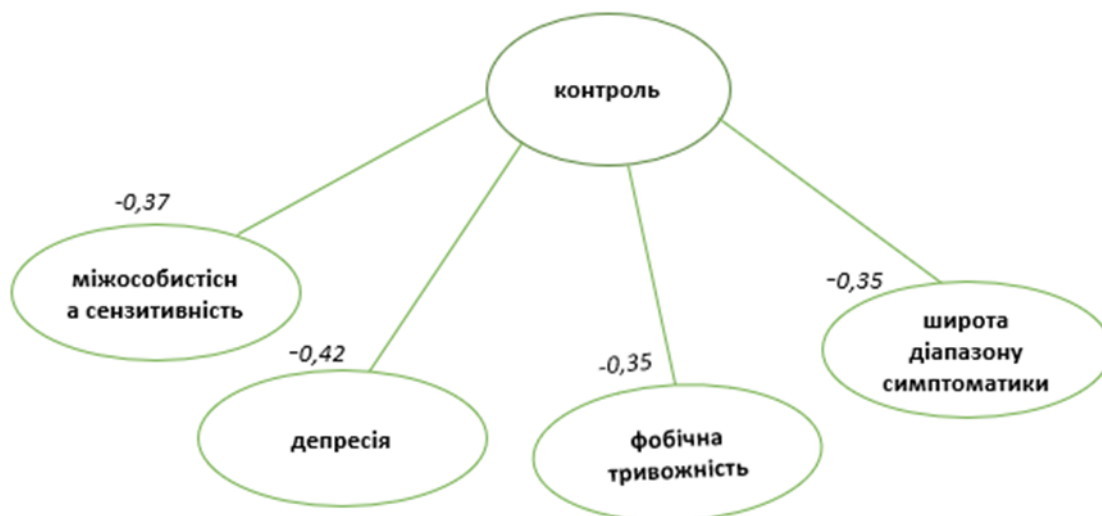 контроль
-0,37
міжособистісн
а сензитивність
-0,42
депресія
-0,35
фобічна
тривожність
-0,35
широта
діапазону
симптоматики